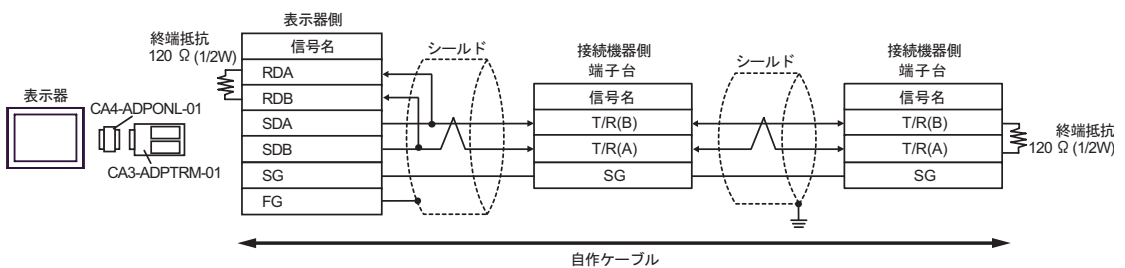 表示器
CA4-ADPONL-01
CA3-ADPTRM-01
終端抵抗
120 Ω (1/2W)
表示器側
信号名
RDA
RDB
SDA
SDB
SG
FG
シールド
接続機器側
端子台
信号名
T/R(B)
T/R(A)
SG
シールド
接続機器側
端子台
信号名
T/R(B)
T/R(A)
SG
終端抵抗
120 Ω (1/2W)
自作ケーブル